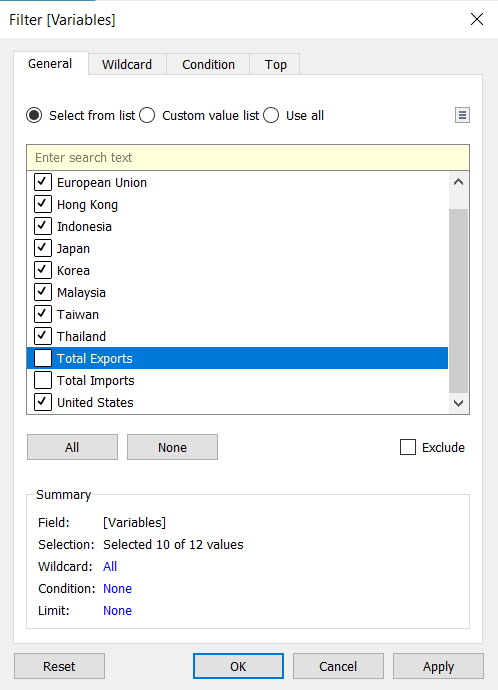 Filter [Variables]
General Wildcard Condition Top
Select from list Custom value list Use all
Enter search text
European Union
Hong Kong
Indonesia
Japan
Korea
Malaysia
Taiwan
Thailand
Total Exports
Total Imports
United States
All None Exclude
Summary
Field: [Variables]
Selection: Selected 10 of 12 values
Wildcard: All
Condition: None
Limit: None
Reset OK Cancel Apply